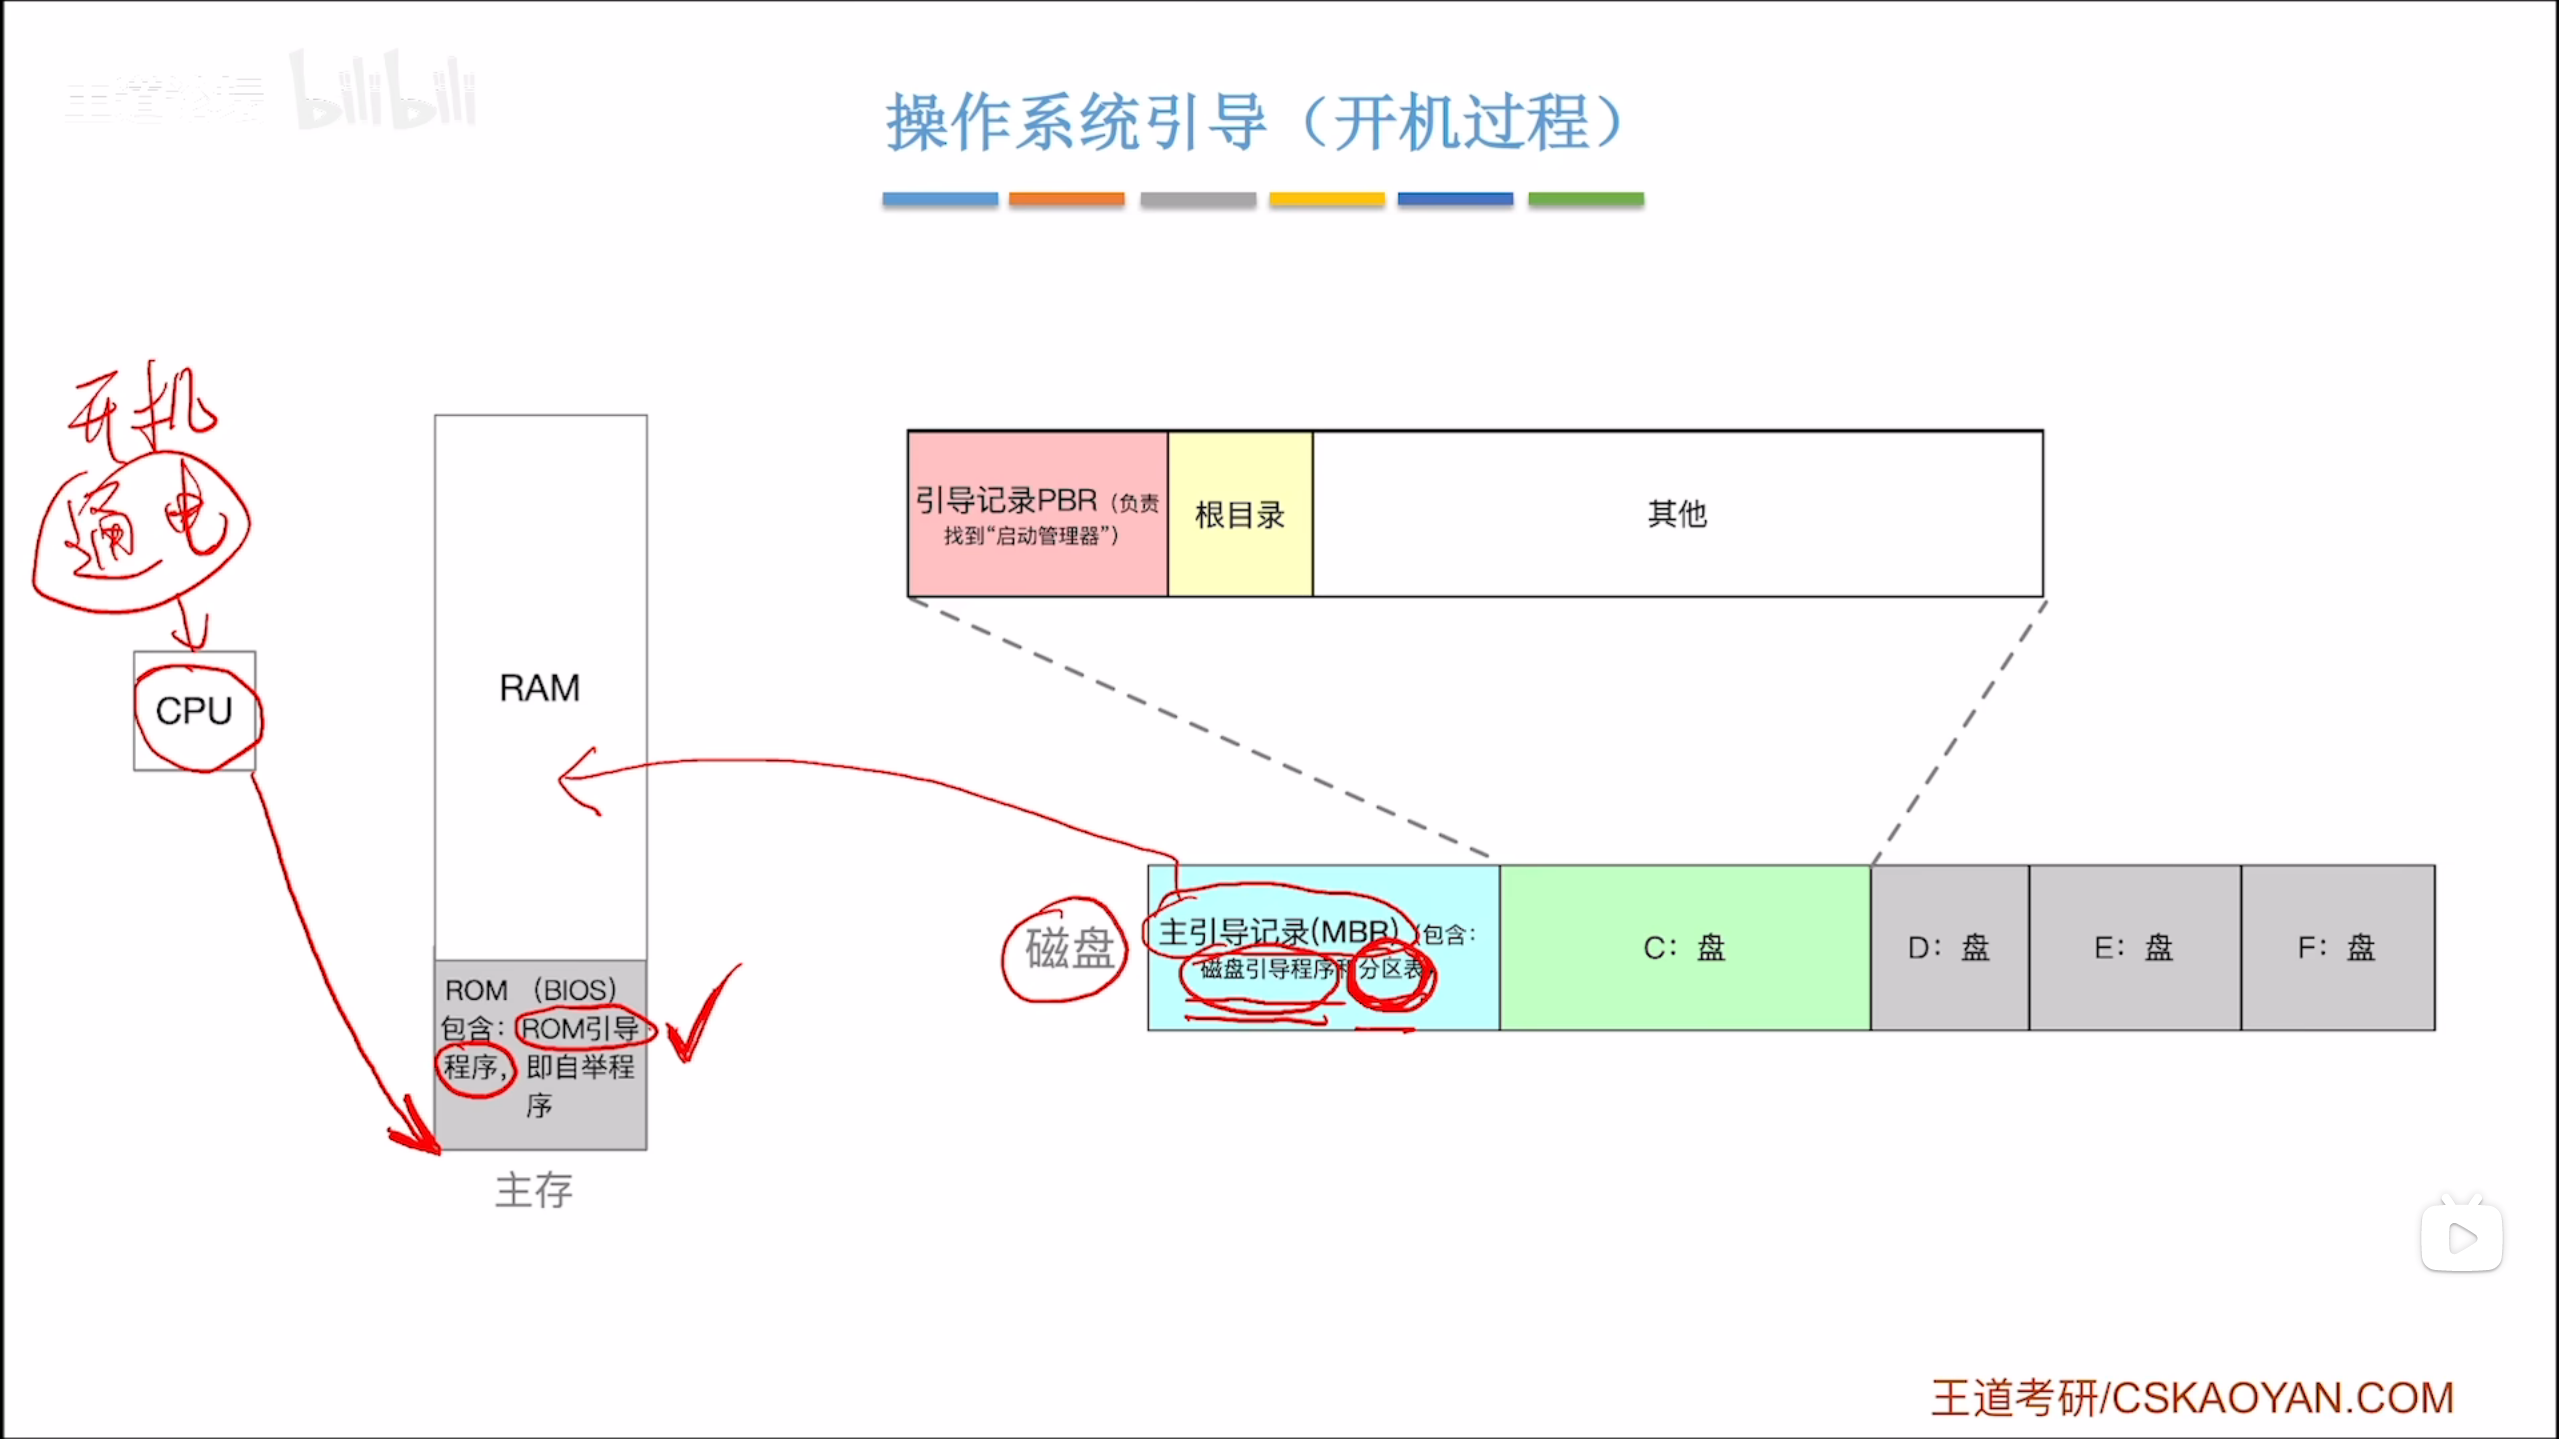 王道论坛 bilibili
操作系统引导（开机过程）
开机
通电
CPU
RAM
ROM （BIOS）
包含：ROM引导
程序，即自举程
序
主存
引导记录PBR（负责
找到“启动管理器”）
根目录
其他
磁盘
主引导记录(MBR)（包含：
磁盘引导程序和分区表）
C：盘
D：盘
E：盘
F：盘
王道考研/CSKAOYAN.COM